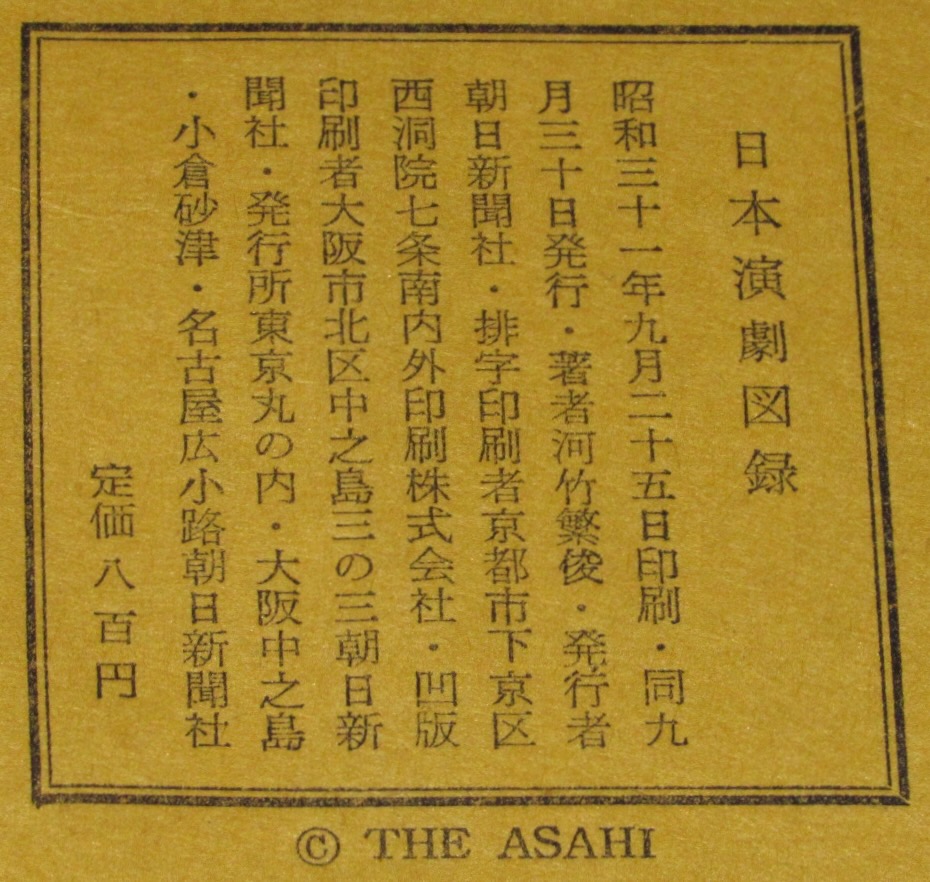 日本演劇図録
昭和三十一年九月二十五日印刷・同九
月三十日発行・著者河竹繁俊・発行者
朝日新聞社・排字印刷者京都市下京区
西洞院七条南内外印刷株式会社・凹版
印刷者大阪市北区中之島三の三朝日新
聞社・発行所東京丸の内・大阪中之島
・小倉砂津・名古屋広小路朝日新聞社
定価八百円
© THE ASAHI